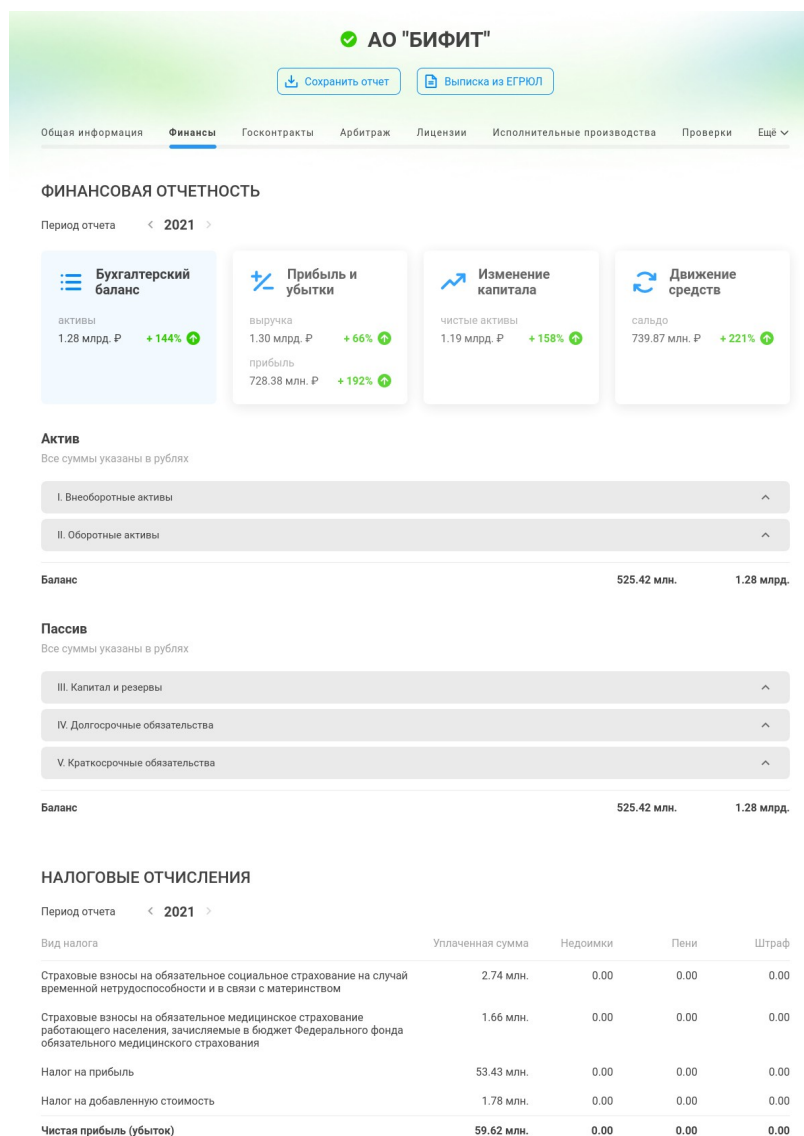 АО "БИФИТ"
Сохранить отчет
Выписка из ЕГРЮЛ
Общая информация Финансы Госконтракты Арбитраж Лицензии Исполнительные производства Проверки Ещё
ФИНАНСОВАЯ ОТЧЕТНОСТЬ
Период отчета < 2021 >
Бухгалтерский
баланс
активы
1.28 млрд. ₽ + 144%
Прибыль и
убытки
выручка
1.30 млрд. ₽ + 66%
прибыль
728.38 млн. ₽ + 192%
Изменение
капитала
чистые активы
1.19 млрд. ₽ + 158%
Движение
средств
сальдо
739.87 млн. ₽ + 221%
Актив
Все суммы указаны в рублях
I. Внеоборотные активы
II. Оборотные активы
Баланс 525.42 млн. 1.28 млрд.
Пассив
Все суммы указаны в рублях
III. Капитал и резервы
IV. Долгосрочные обязательства
V. Краткосрочные обязательства
Баланс 525.42 млн. 1.28 млрд.
НАЛОГОВЫЕ ОТЧИСЛЕНИЯ
Период отчета < 2021 >
Вид налога Уплаченная сумма Недоимки Пени Штраф
Страховые взносы на обязательное социальное страхование на случай 2.74 млн. 0.00 0.00 0.00
временной нетрудоспособности и в связи с материнством
Страховые взносы на обязательное медицинское страхование 1.66 млн. 0.00 0.00 0.00
работающего населения, зачисляемые в бюджет Федерального фонда
обязательного медицинского страхования
Налог на прибыль 53.43 млн. 0.00 0.00 0.00
Налог на добавленную стоимость 1.78 млн. 0.00 0.00 0.00
Чистая прибыль (убыток) 59.62 млн. 0.00 0.00 0.00